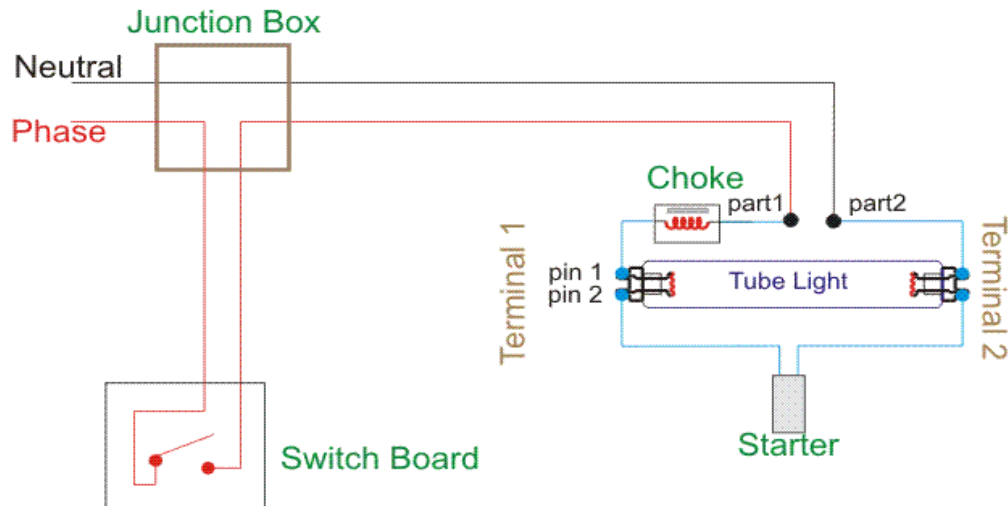 Junction Box
Neutral
Phase
Choke
part1
part2
Terminal 1
pin 1
pin 2
Tube Light
Terminal 2
Starter
Switch Board